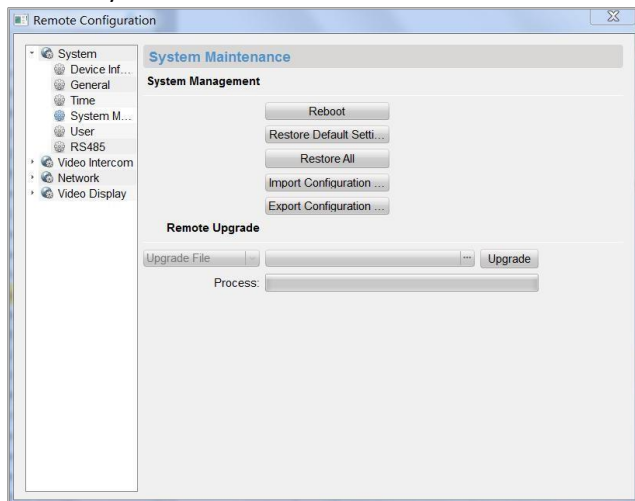 Remote Configuration
System
Device Inf...
General
Time
System M...
User
RS485
Video Intercom
Network
Video Display
System Maintenance
System Management
Reboot
Restore Default Setti...
Restore All
Import Configuration ...
Export Configuration ...
Remote Upgrade
Upgrade File
...
Upgrade
Process: